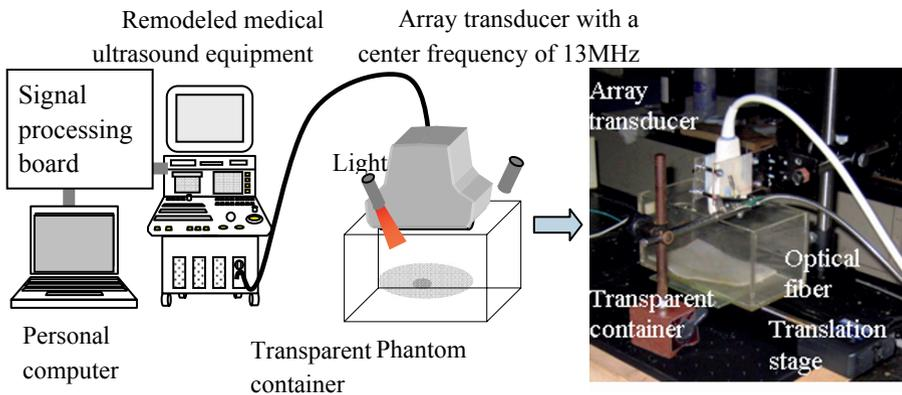 Remodeled medical
ultrasound equipment
Array transducer with a
center frequency of 13MHz
Signal
processing
board
Light
Personal
computer
Transparent
container
Phantom
Array
transducer
Optical
fiber
Transparent
container
Translation
stage